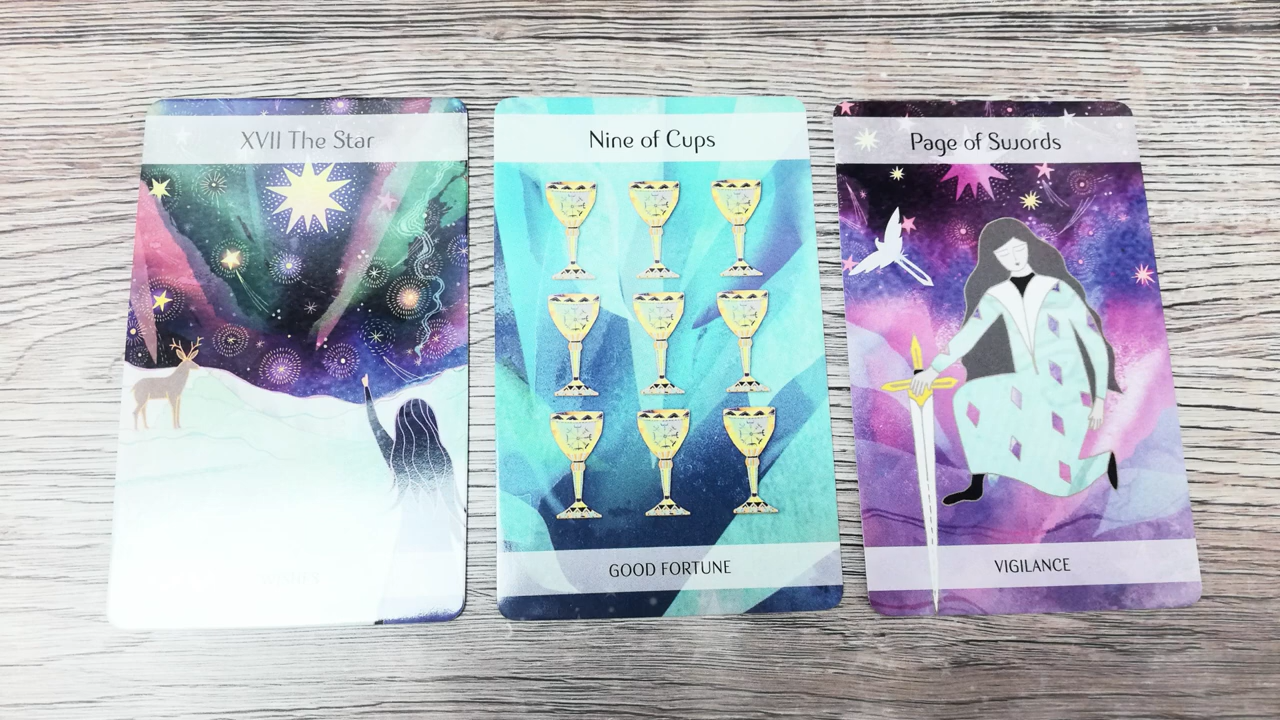 XVII The Star
Nine of Cups
GOOD FORTUNE
Page of Swords
VIGILANCE